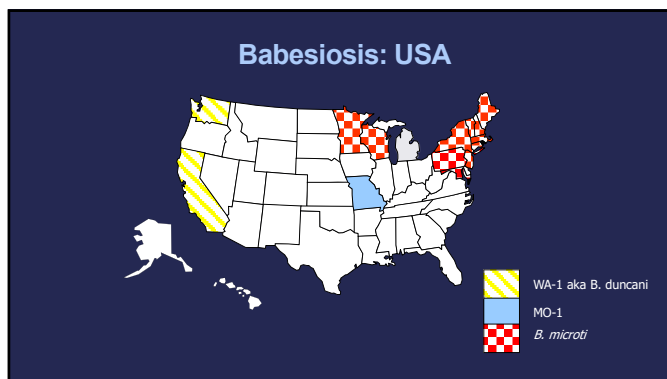 Babesiosis: USA
WA-1 aka B. duncani
MO-1
B. microti